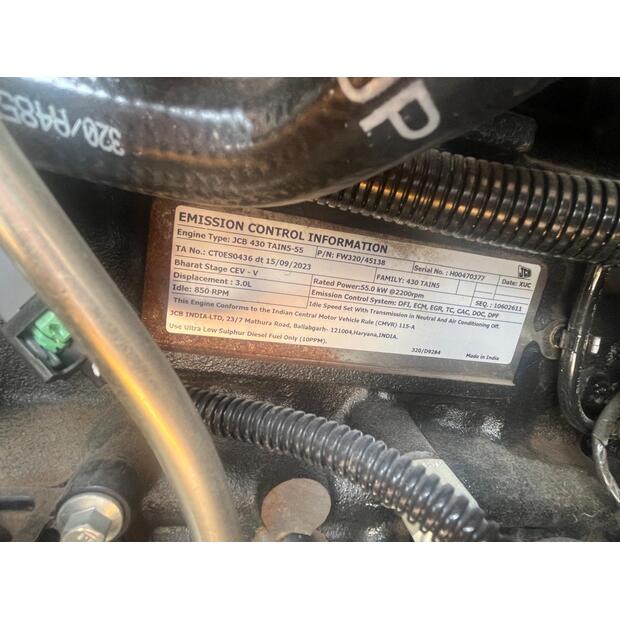 320/A485
JP
EMISSION CONTROL INFORMATION
Engine Type: JCB 430 TAIN5-55 P/N: FW320/45138 Serial No.: H00470377 JCB
TA No.: CT0ES0436 dt 15/09/2023 FAMILY: 430 TAIN5 Date: XUC
Bharat Stage CEV - V Rated Power:55.0 kW @2200rpm
Displacement : 3.0L Emission Control System: DFI, ECM, EGR, TC, CAC, DOC, DPF SEQ.: 10602611
Idle: 850 RPM Idle Speed Set With Transmission in Neutral And Air Conditioning Off.
This Engine Conforms to the Indian Central Motor Vehicle Rule (CMVR) 115-A
JCB INDIA LTD, 23/7 Mathura Road, Ballabgarh- 121004,Haryana,INDIA.
Use Ultra Low Sulphur Diesel Fuel Only (10PPM). 320/D9284 Made in India